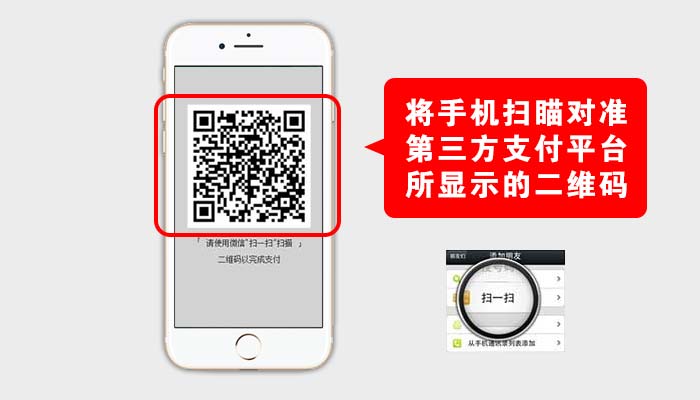 将手机扫瞄对准
第三方支付平台
所显示的二维码
「 请使用微信“扫一扫”扫描 」
二维码以完成支付
添加朋友
扫一扫
从手机通讯录列表添加